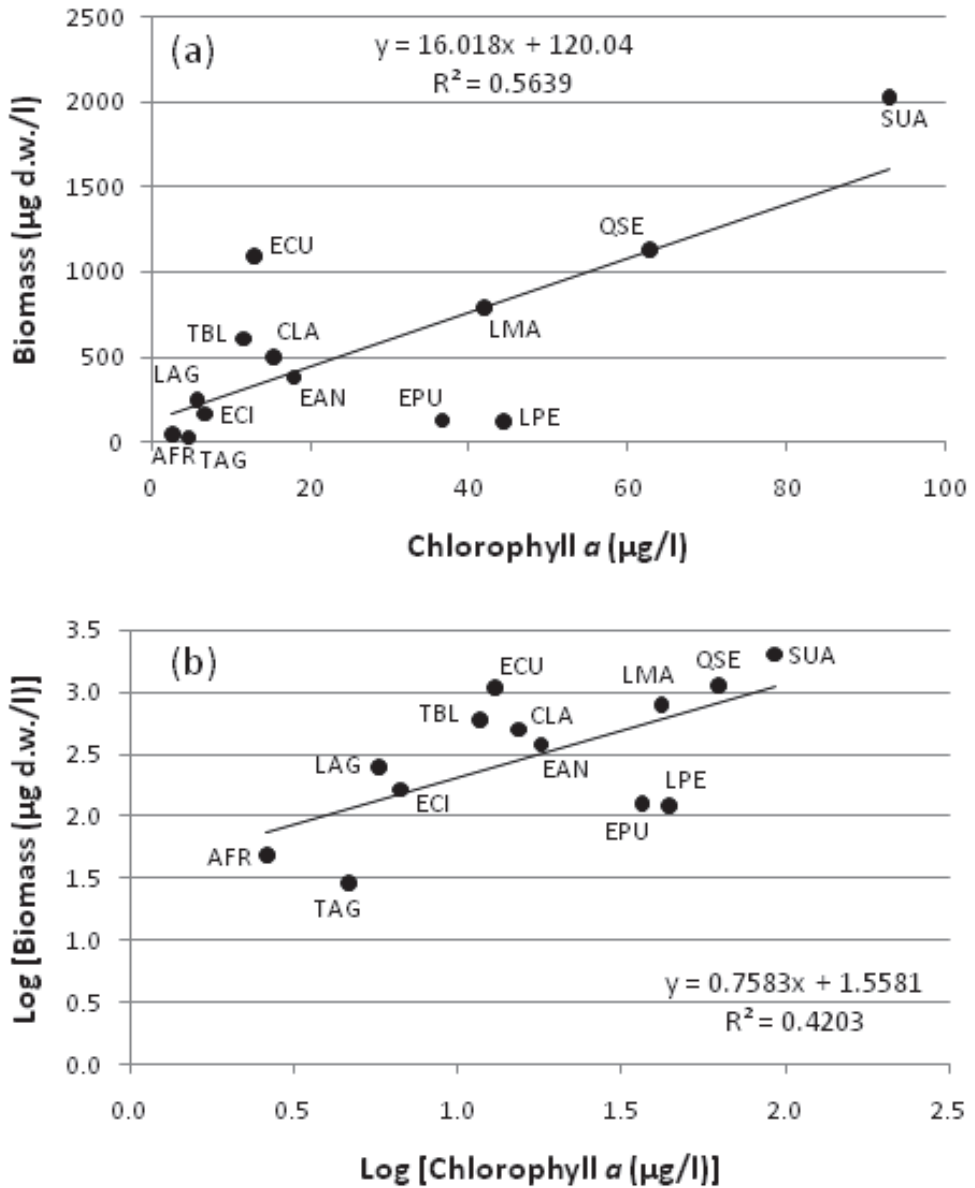 2500
(a)
y = 16.018x + 120.04
R² = 0.5639
2000
SUA
1500
QSE
ECU
1000
LMA
TBL
CLA
500
LAG
EAN
EPU
LPE
ECI
0
AFR
TAG
0 20 40 60 80 100
Biomass (µg d.w./l)
Chlorophyll a (µg/l)
3.5
(b)
SUA
QSE
LMA
ECU
3.0
TBL
CLA
2.5
LAG
EAN
LPE
ECI
EPU
2.0
AFR
1.5
TAG
1.0
y = 0.7583x + 1.5581
R² = 0.4203
0.5
0.0
0.0 0.5 1.0 1.5 2.0 2.5
Log [Biomass (µg d.w./l)]
Log [Chlorophyll a (µg/l)]